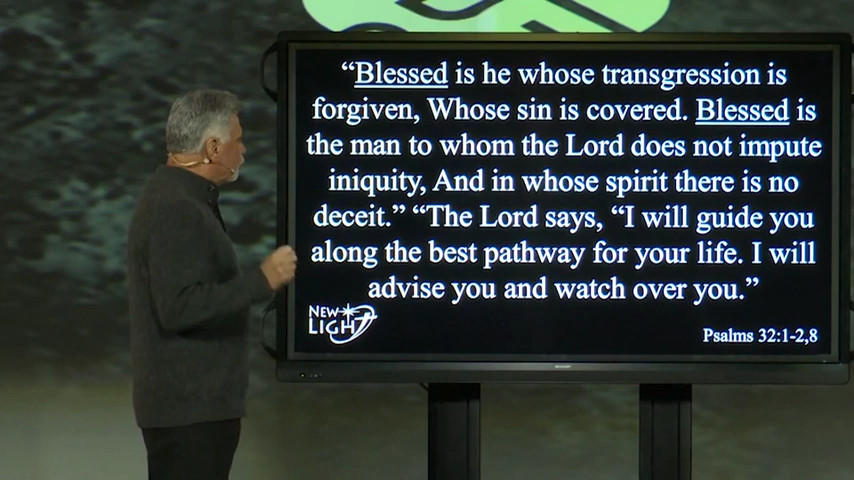 “Blessed is he whose transgression is
forgiven, Whose sin is covered. Blessed is
the man to whom the Lord does not impute
iniquity, And in whose spirit there is no
deceit.” “The Lord says, “I will guide you
along the best pathway for your life. I will
advise you and watch over you.”
NEW
LIGHT
Psalms 32:1-2,8
SHARP